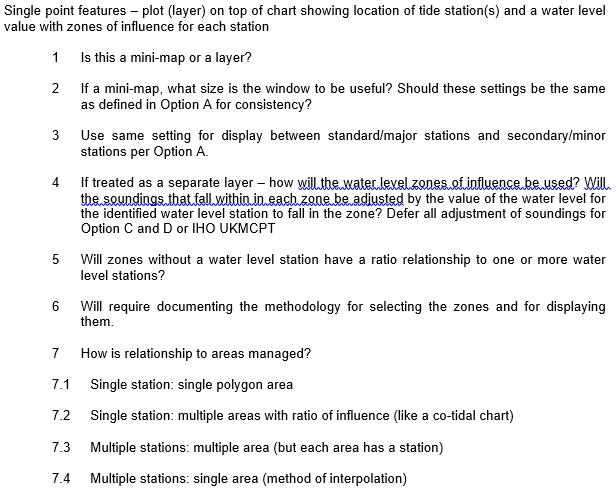 Single point features – plot (layer) on top of chart showing location of tide station(s) and a water level
value with zones of influence for each station
1 Is this a mini-map or a layer?
2 If a mini-map, what size is the window to be useful? Should these settings be the same
as defined in Option A for consistency?
3 Use same setting for display between standard/major stations and secondary/minor
stations per Option A.
4 If treated as a separate layer – how will the water level zones of influence be used? Will
the soundings that fall within in each zone be adjusted by the value of the water level for
the identified water level station to fall in the zone? Defer all adjustment of soundings for
Option C and D or IHO UKMCPT
5 Will zones without a water level station have a ratio relationship to one or more water
level stations?
6 Will require documenting the methodology for selecting the zones and for displaying
them.
7 How is relationship to areas managed?
7.1 Single station: single polygon area
7.2 Single station: multiple areas with ratio of influence (like a co-tidal chart)
7.3 Multiple stations: multiple area (but each area has a station)
7.4 Multiple stations: single area (method of interpolation)